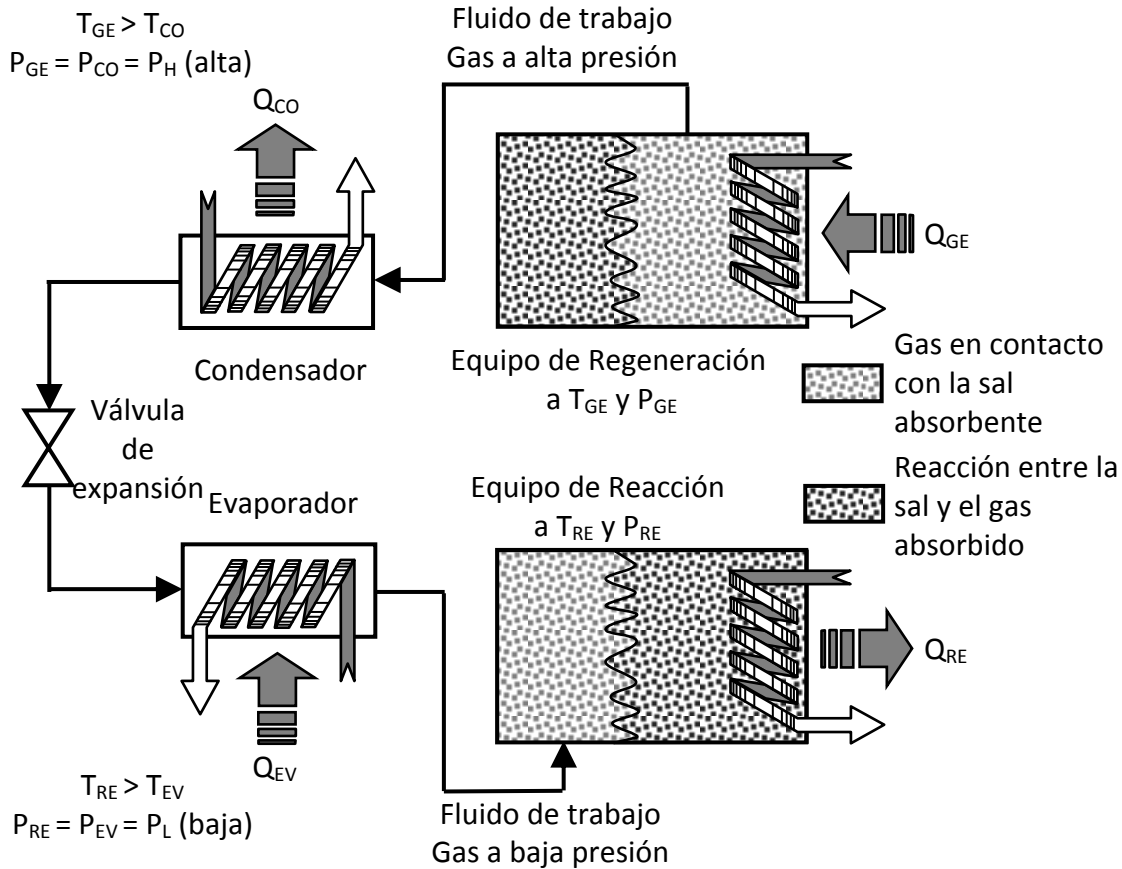 T_GE > T_CO
P_GE = P_CO = P_H (alta)
Fluido de trabajo
Gas a alta presión
Q_CO
Q_GE
Condensador
Equipo de Regeneración
a T_GE y P_GE
Gas en contacto
con la sal
absorbente
Válvula
de
expansión
Evaporador
Equipo de Reacción
a T_RE y P_RE
Reacción entre la
sal y el gas
absorbido
Q_RE
Q_EV
T_RE > T_EV
P_RE = P_EV = P_L (baja)
Fluido de trabajo
Gas a baja presión